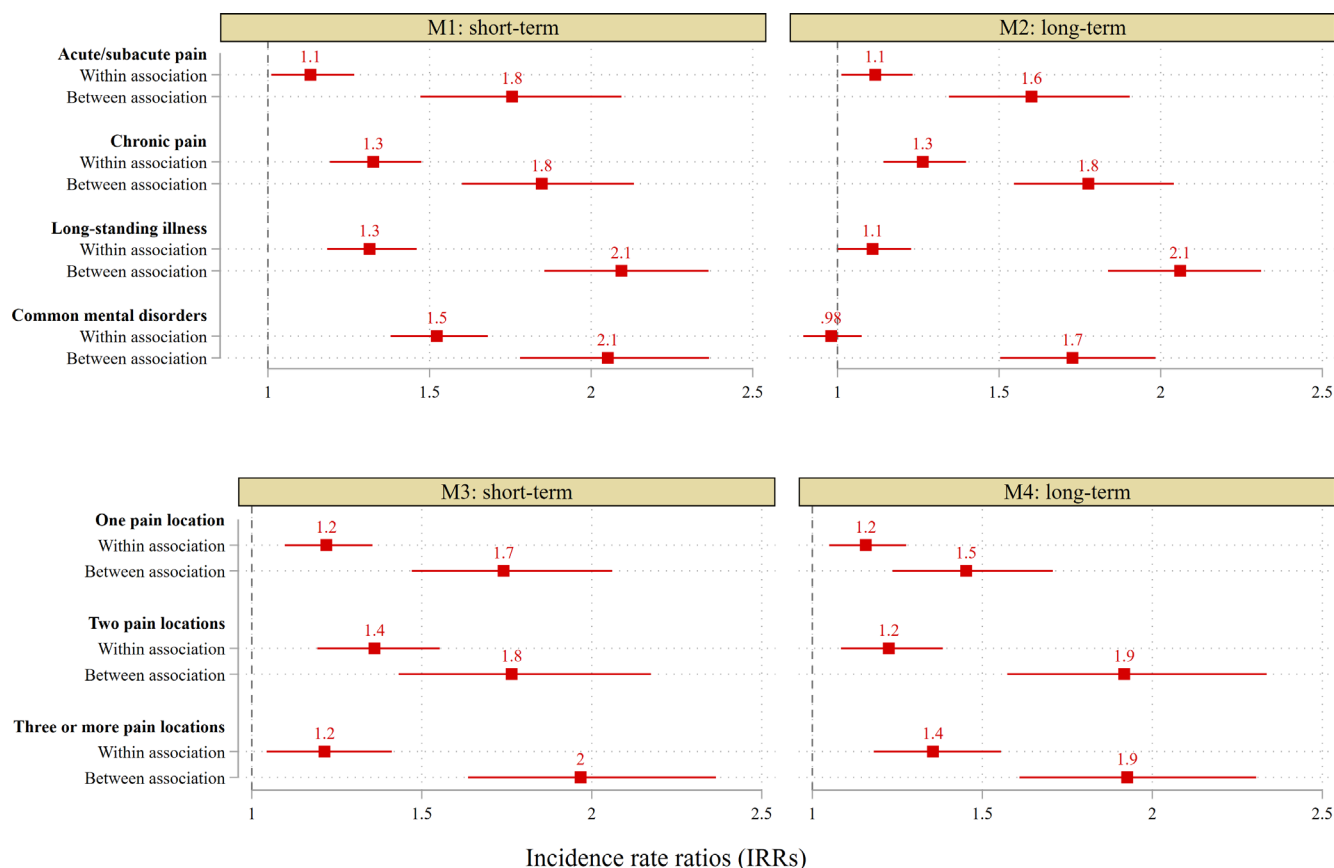 M1: short-term
M2: long-term
Acute/subacute pain
Within association
1.1
1.1
Between association
1.8
1.6
Chronic pain
Within association
1.3
1.3
Between association
1.8
1.8
Long-standing illness
Within association
1.3
1.1
Between association
2.1
2.1
Common mental disorders
Within association
1.5
.98
Between association
2.1
1.7
1 1.5 2 2.5
1 1.5 2 2.5
M3: short-term
M4: long-term
One pain location
Within association
1.2
1.2
Between association
1.7
1.5
Two pain locations
Within association
1.4
1.2
Between association
1.8
1.9
Three or more pain locations
Within association
1.2
1.4
Between association
2
1.9
1 1.5 2 2.5
1 1.5 2 2.5
Incidence rate ratios (IRRs)